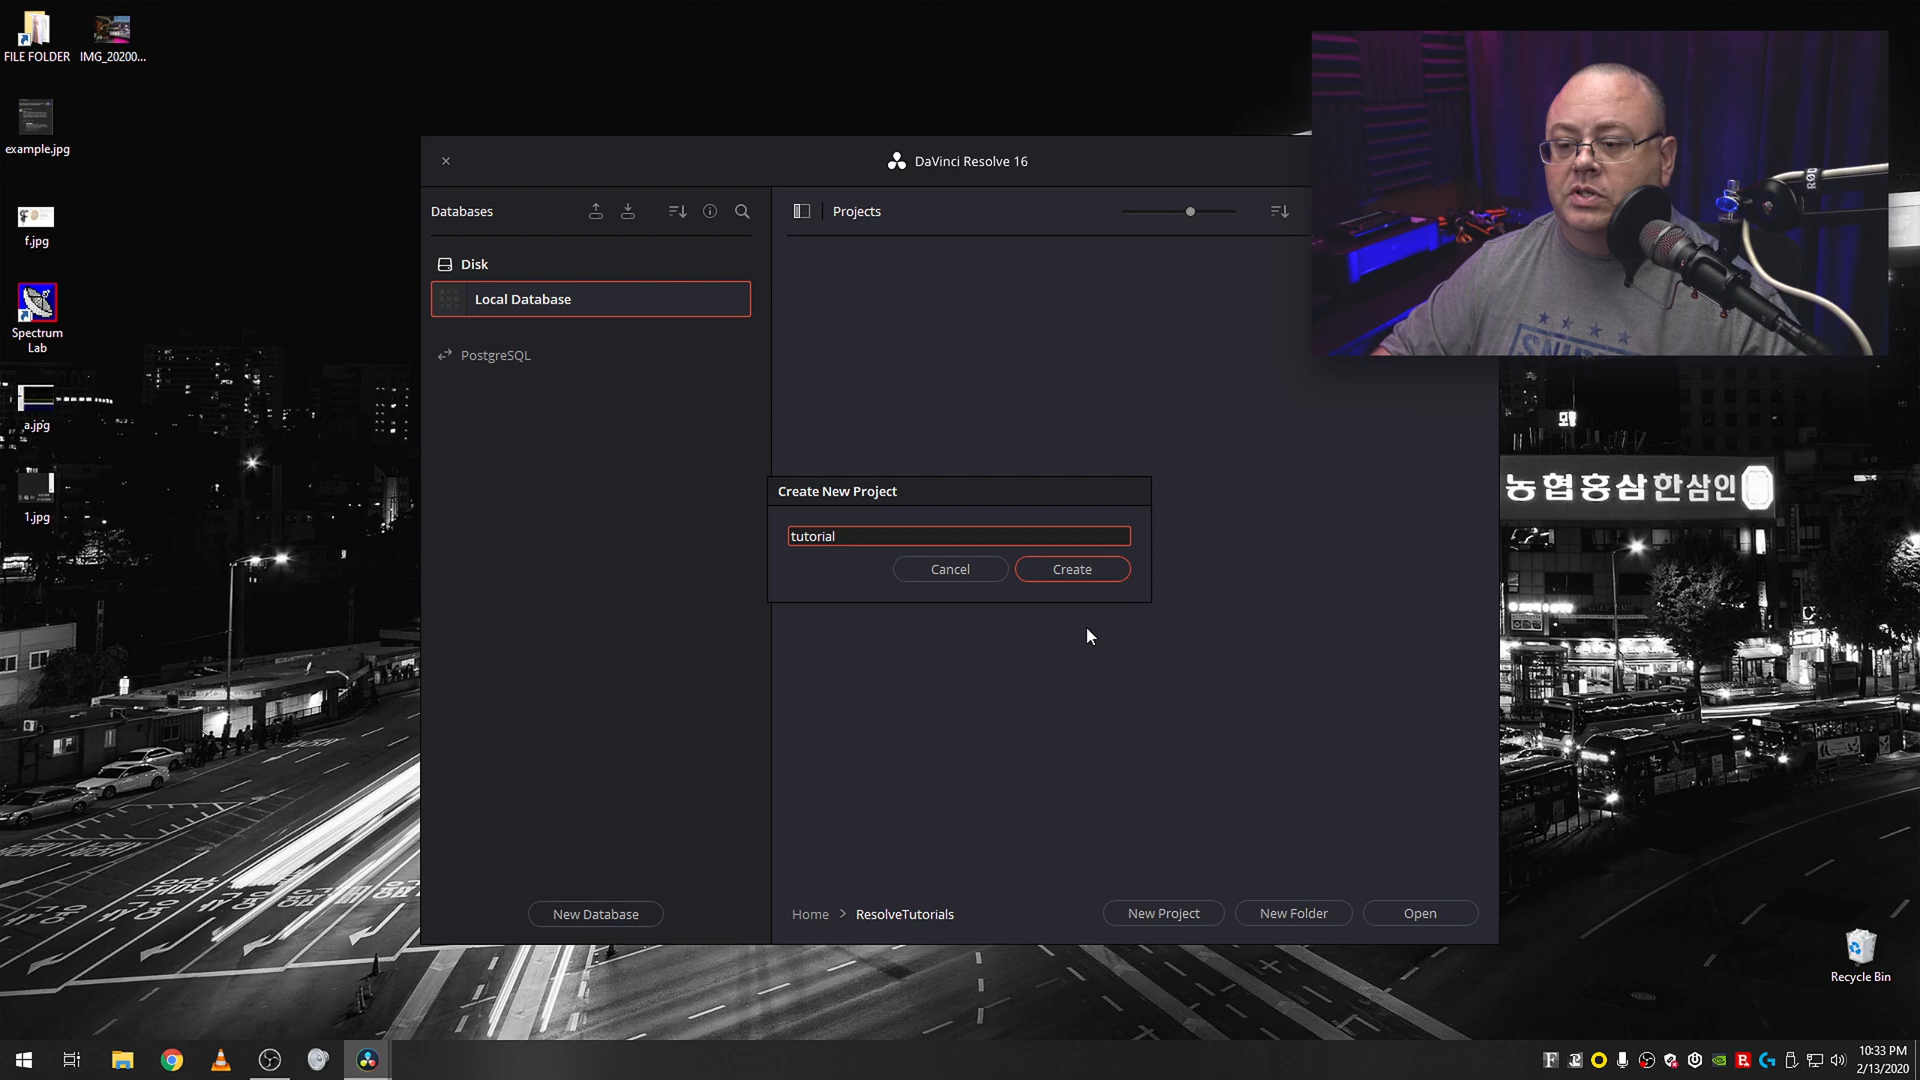 FILE FOLDER
IMG_20200...
example.jpg
f.jpg
Spectrum
Lab
a.jpg
1.jpg
DaVinci Resolve 16
Databases
Projects
Disk
Local Database
PostgreSQL
Create New Project
tutorial
Cancel
Create
New Database
Home > ResolveTutorials
New Project
New Folder
Open
RØD
농협홍삼한삼인
Recycle Bin
10:33 PM
2/13/2020